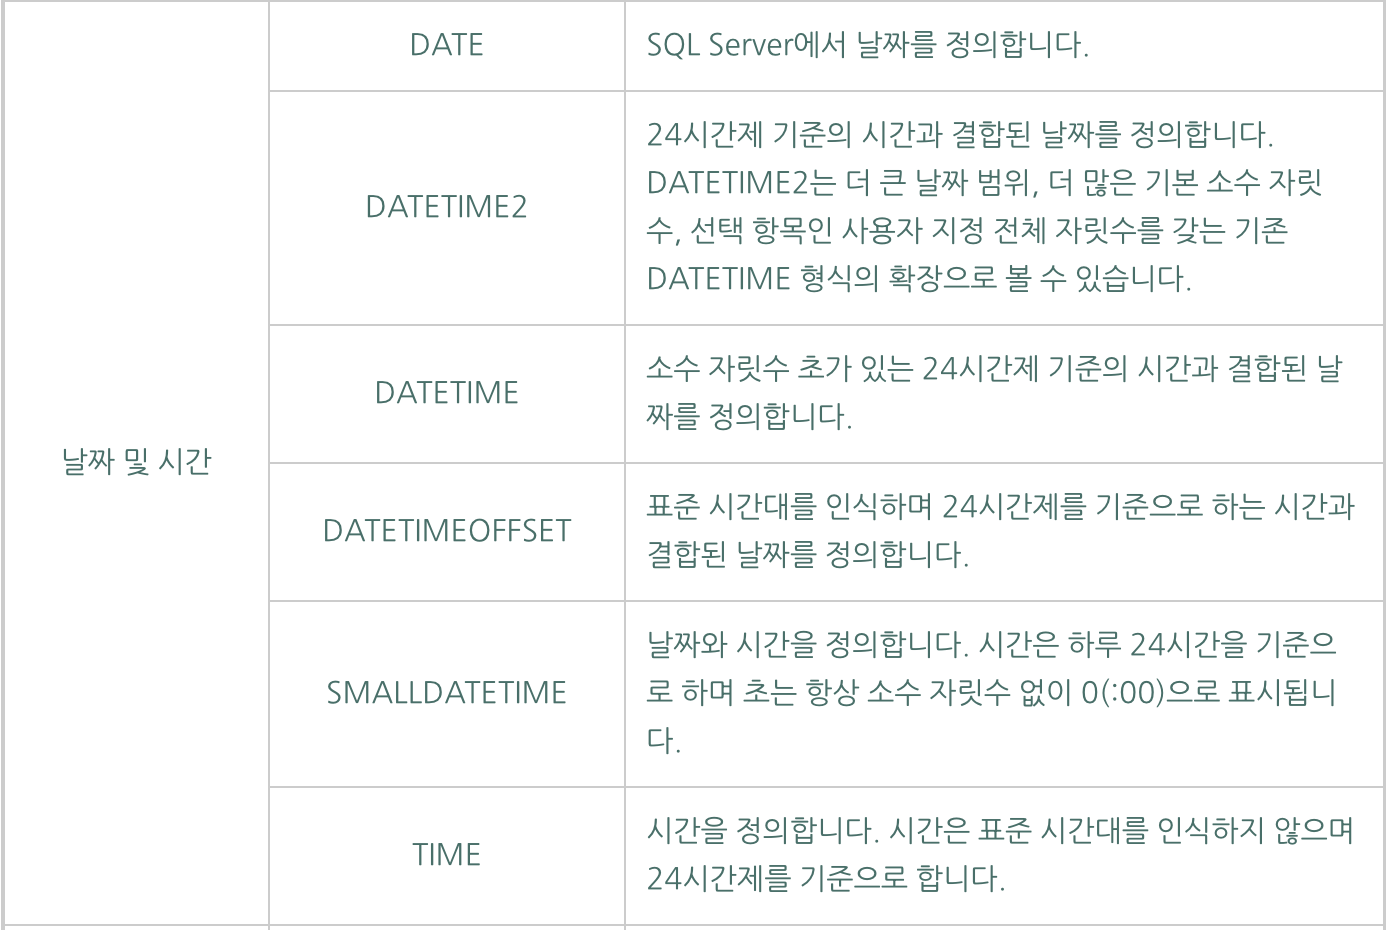 날짜 및 시간
DATE
SQL Server에서 날짜를 정의합니다.
DATETIME2
24시간제 기준의 시간과 결합된 날짜를 정의합니다.
DATETIME2는 더 큰 날짜 범위, 더 많은 기본 소수 자릿
수, 선택 항목인 사용자 지정 전체 자릿수를 갖는 기존
DATETIME 형식의 확장으로 볼 수 있습니다.
DATETIME
소수 자릿수 초가 있는 24시간제 기준의 시간과 결합된 날
짜를 정의합니다.
DATETIMEOFFSET
표준 시간대를 인식하며 24시간제를 기준으로 하는 시간과
결합된 날짜를 정의합니다.
SMALLDATETIME
날짜와 시간을 정의합니다. 시간은 하루 24시간을 기준으
로 하며 초는 항상 소수 자릿수 없이 0(:00)으로 표시됩니
다.
TIME
시간을 정의합니다. 시간은 표준 시간대를 인식하지 않으며
24시간제를 기준으로 합니다.